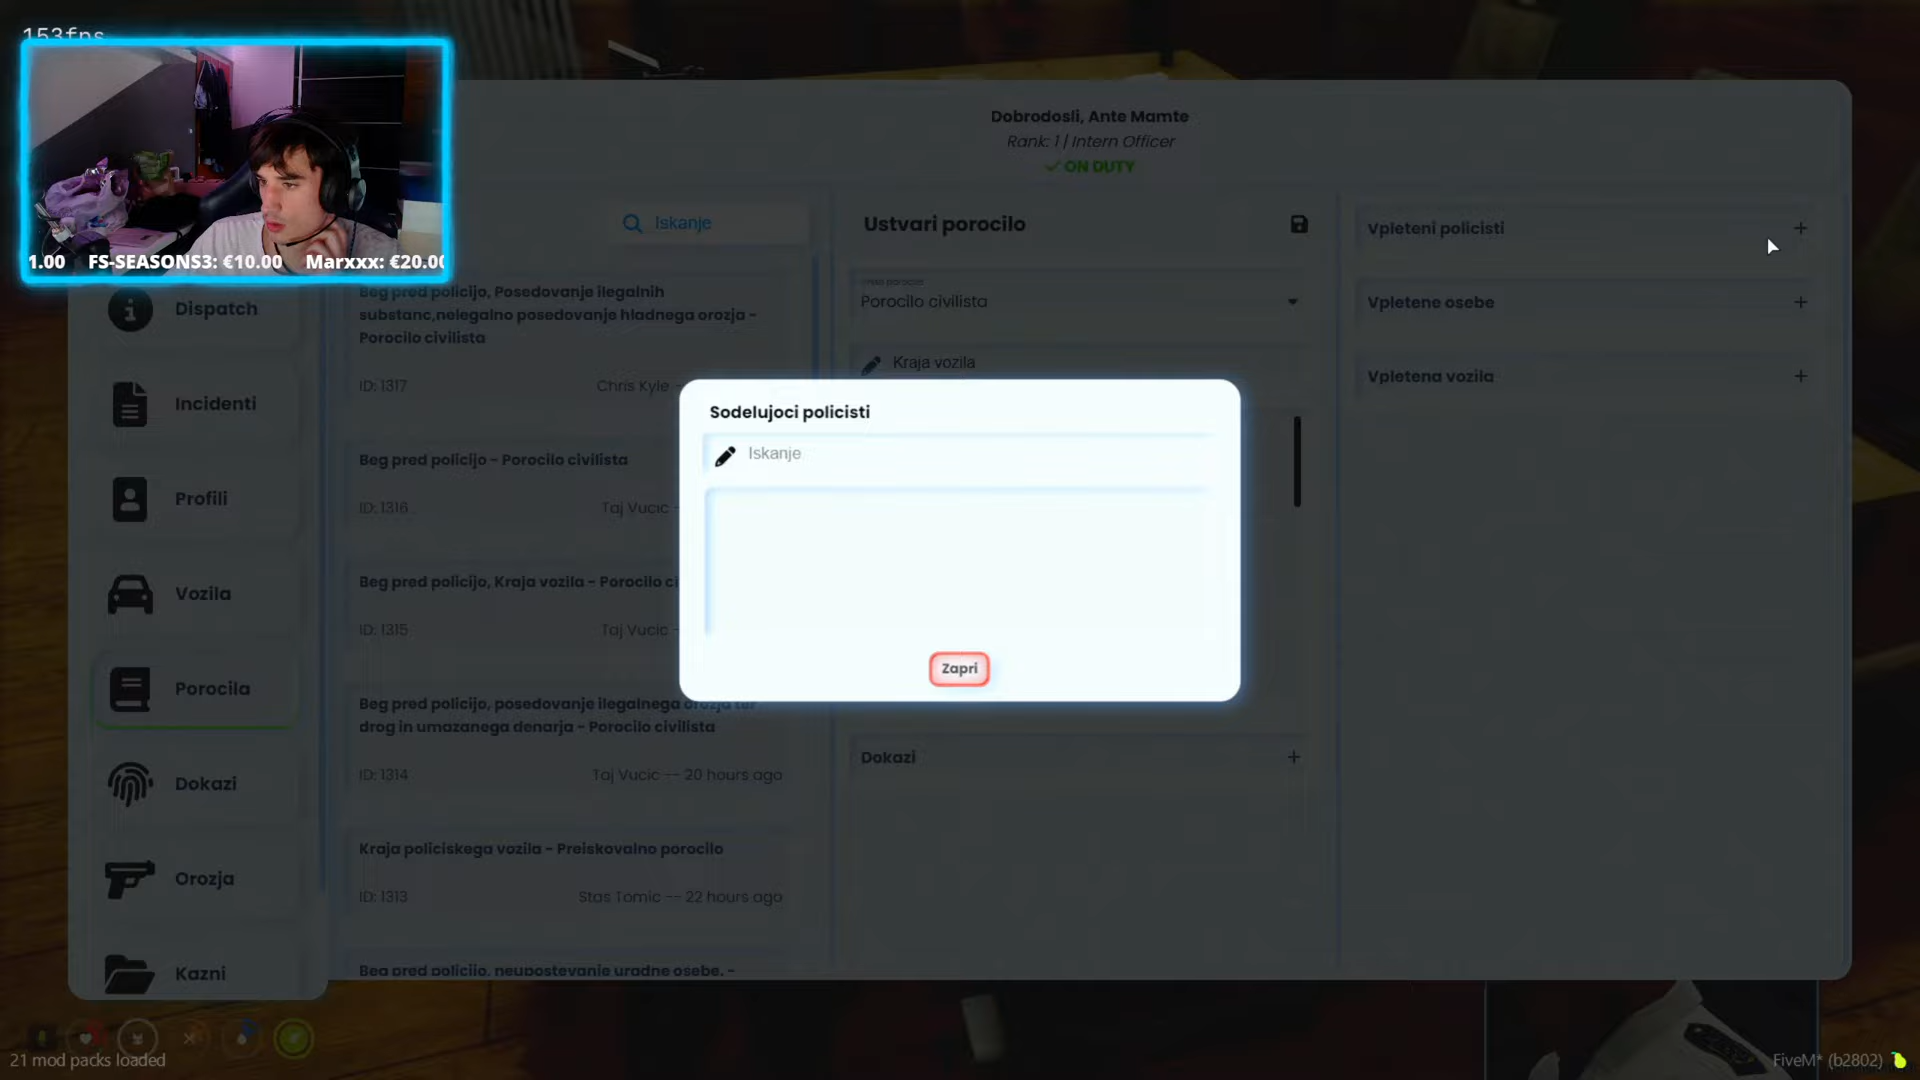 153fps
1.00 FS-SEASONS3: €10.00 Marxxx: €20.00
Dobrodosli, Ante Mamte
Rank: 1 | Intern Officer
ON DUTY
Dispatch
Incidenti
Profili
Vozila
Porocila
Dokazi
Orozja
Kazni
Iskanje
Beg pred policijo, Posedovanje ilegalnih
substanc,nelegalno posedovanje hladnega orozja -
Porocilo civilista
ID: 1317
Chris Kyle -
Beg pred policijo - Porocilo civilista
ID: 1316
Taj Vucic -
Beg pred policijo, Kraja vozila - Porocilo ci
ID: 1315
Taj Vucic -
Beg pred policijo, posedovanje ilegalnega orozja ter
drog in umazanega denarja - Porocilo civilista
ID: 1314
Taj Vucic -- 20 hours ago
Kraja policiskega vozila - Preiskovalno porocilo
ID: 1313
Stas Tomic -- 22 hours ago
Beg pred policijo, neupostevanje uradne osebe, -
Ustvari porocilo
Porocilo civilista
Kraja vozila
Dokazi
Vpleteni policisti
Vpletene osebe
Vpletena vozila
Sodelujoci policisti
Iskanje
Zapri
21 mod packs loaded
FiveM* (b2802)